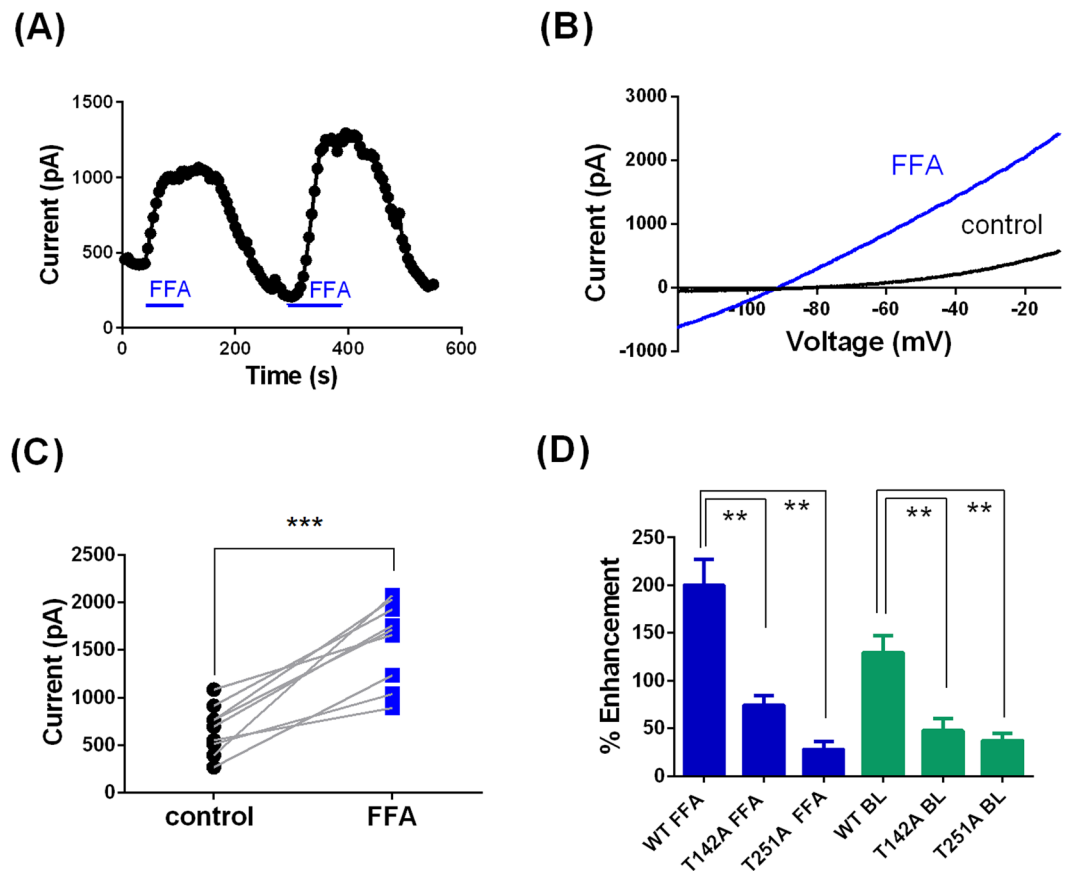 (A)
1500
1000
500
0
Current (pA)
FFA
FFA
0
200
400
600
Time (s)
(B)
3000
2000
1000
0
-1000
Current (pA)
FFA
control
-100
-80
-60
-40
-20
Voltage (mV)
(C)
***
2500
2000
1500
1000
500
0
Current (pA)
control
FFA
(D)
**
**
**
**
250
200
150
100
50
0
% Enhancement
WT FFA
T142A FFA
T251A FFA
WT BL
T142A BL
T251A BL